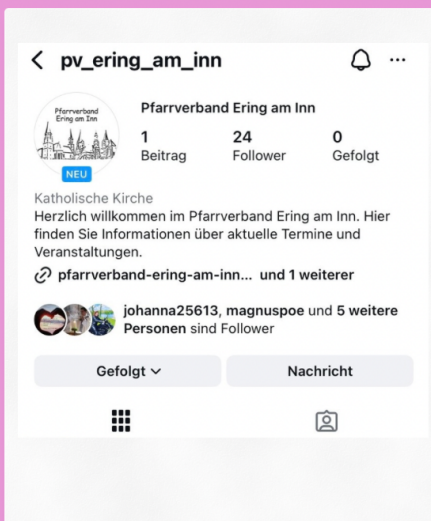 pv_ering_am_inn
Pfarrverband
Ering am Inn
NEU
Pfarrverband Ering am Inn
1 24 0
Beitrag Follower Gefolgt
Katholische Kirche
Herzlich willkommen im Pfarrverband Ering am Inn. Hier
finden Sie Informationen über aktuelle Termine und
Veranstaltungen.
pfarrverband-ering-am-inn... und 1 weiterer
johanna25613, magnuspoe und 5 weitere
Personen sind Follower
Gefolgt Nachricht